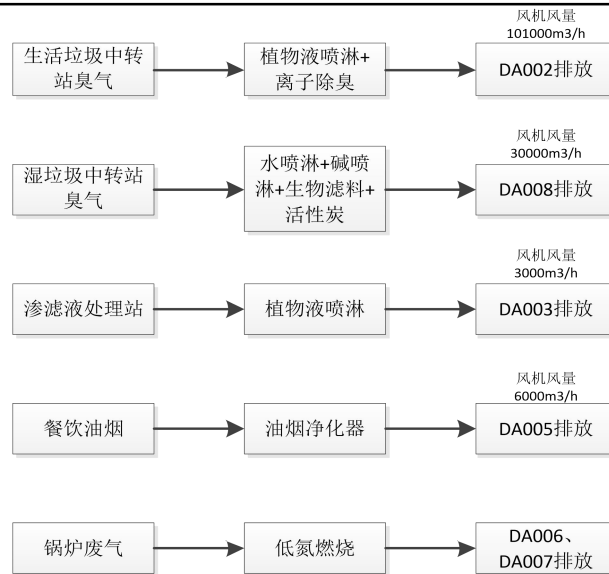 风机风量
101000m3/h
生活垃圾中转
站臭气
植物液喷淋+
离子除臭
DA002排放
风机风量
30000m3/h
湿垃圾中转站
臭气
水喷淋+碱喷
淋+生物滤料+
活性炭
DA008排放
风机风量
3000m3/h
渗滤液处理站
植物液喷淋
DA003排放
风机风量
6000m3/h
餐饮油烟
油烟净化器
DA005排放
锅炉废气
低氮燃烧
DA006、
DA007排放